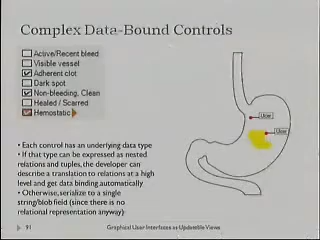 Complex Data-Bound Controls
Active/Recent bleed
Visible vessel
Adherent clot
Dark spot
Non-bleeding, Clean
Healed / Scarred
Hemostatic
Ulcer
Ulcer
• Each control has an underlying data type
• If that type can be expressed as nested
relations and tuples, the developer can
describe a translation to relations at a high
level and get data binding automatically
• Otherwise, serialize to a single
string/blob field (since there is no
relational representation anyway)
91
Graphical User Interfaces as Updatable Views